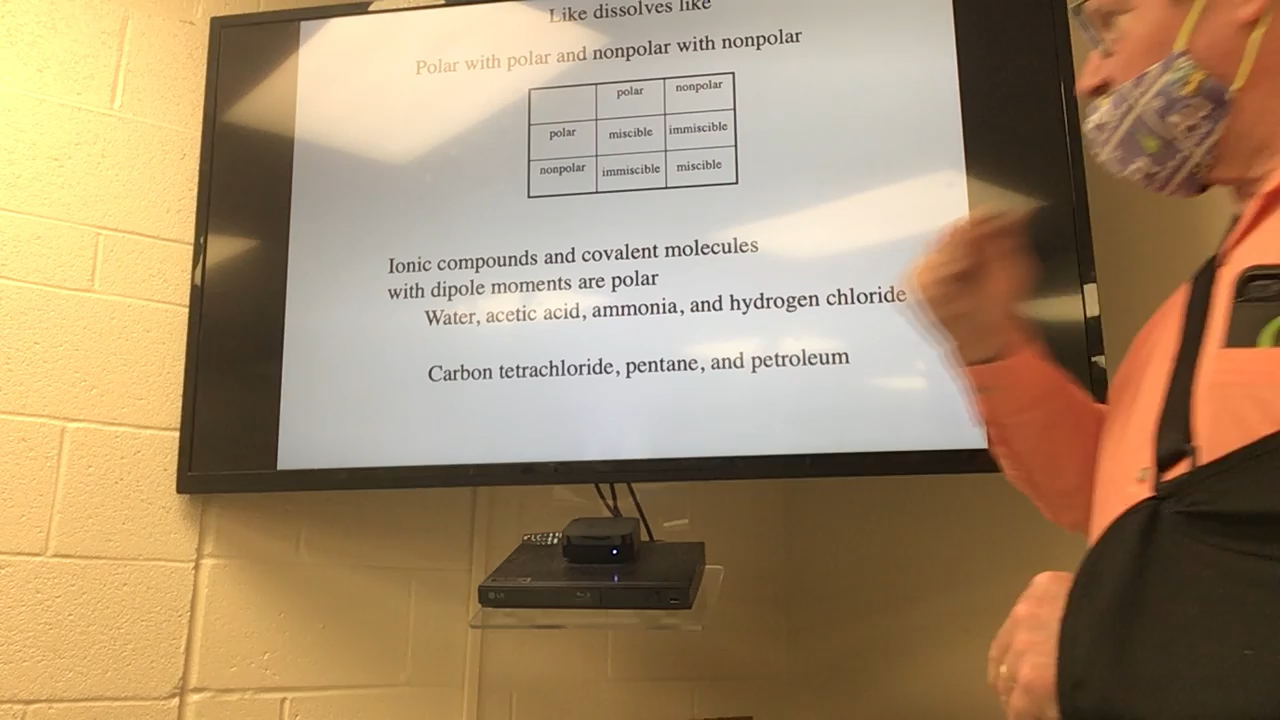 Like dissolves like
Polar with polar and nonpolar with nonpolar
polar nonpolar
polar miscible immiscible
nonpolar immiscible miscible
Ionic compounds and covalent molecules
with dipole moments are polar
Water, acetic acid, ammonia, and hydrogen chloride
Carbon tetrachloride, pentane, and petroleum
LG